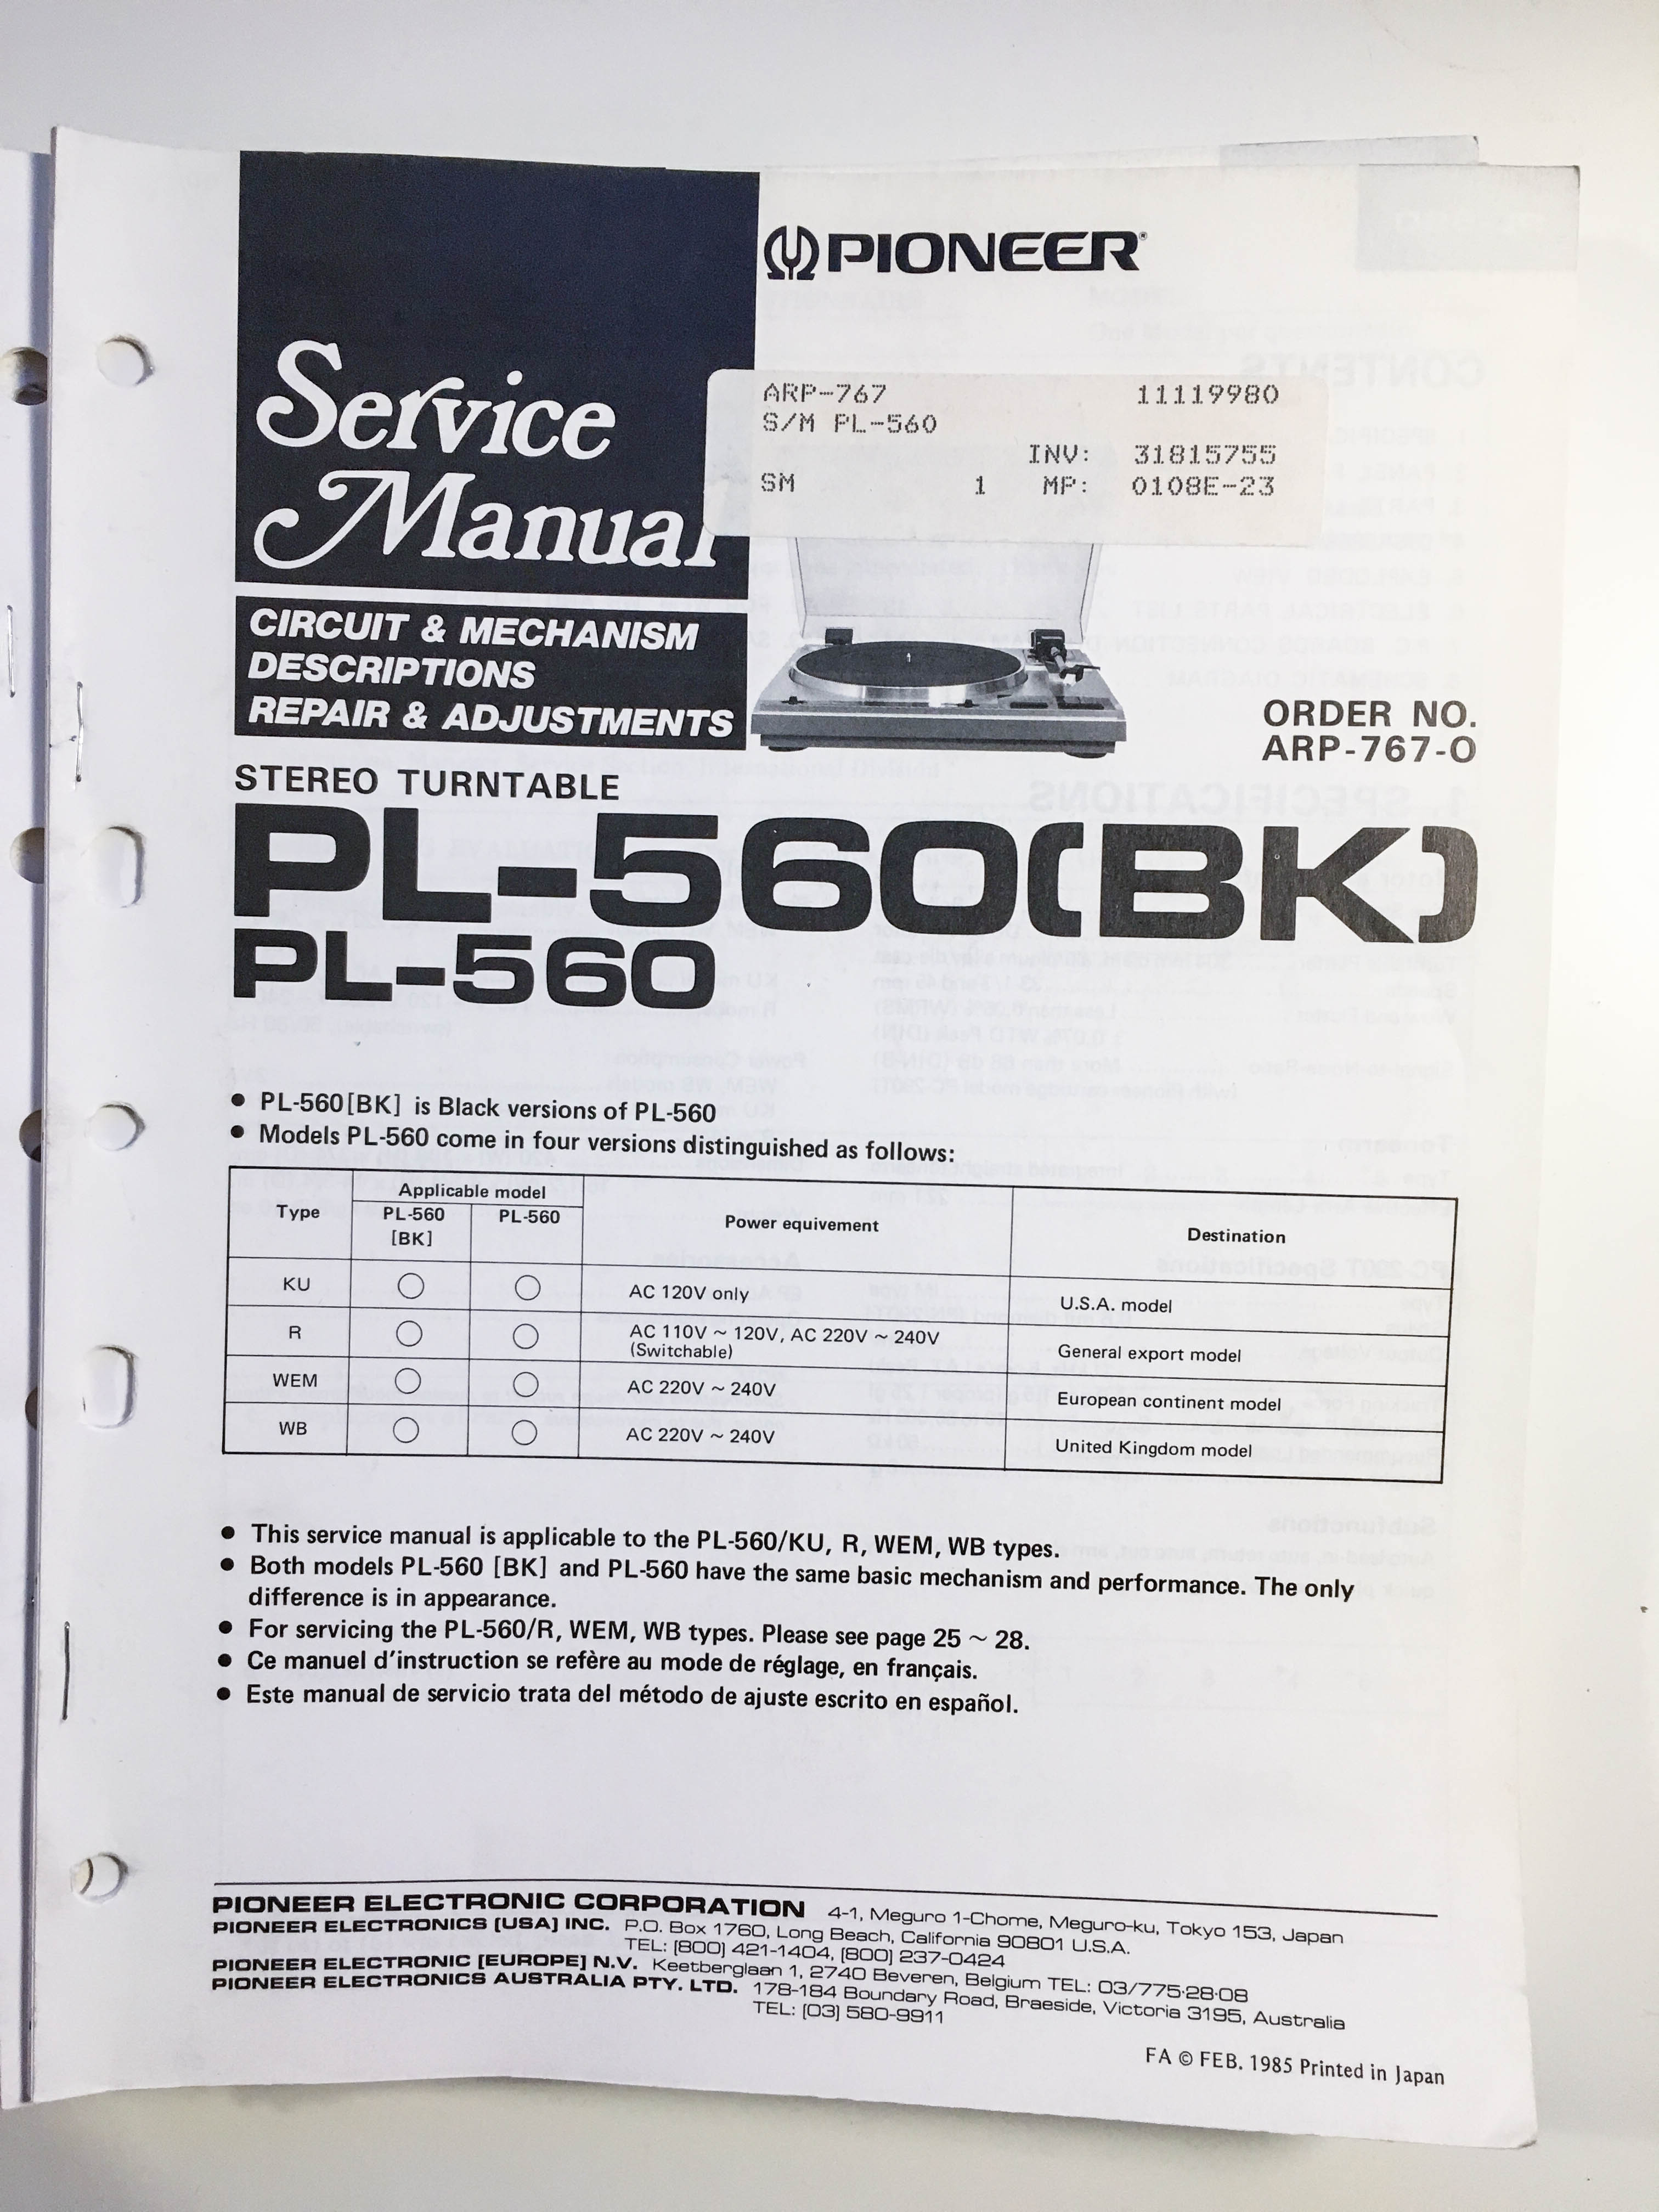 PIONEER®
Service
Manual
ARP-767 11119980
S/M PL-560
INV: 31815755
SM 1 MP: 0108E-23
CIRCUIT & MECHANISM
DESCRIPTIONS
REPAIR & ADJUSTMENTS
ORDER NO.
ARP-767-0
STEREO TURNTABLE
PL-560(BK)
PL-560
● PL-560[BK] is Black versions of PL-560
● Models PL-560 come in four versions distinguished as follows:
Type Applicable model Power equivement Destination
PL-560 [BK] PL-560
KU ○ ○ AC 120V only U.S.A. model
R ○ ○ AC 110V ~ 120V, AC 220V ~ 240V General export model
(Switchable)
WEM ○ ○ AC 220V ~ 240V European continent model
WB ○ ○ AC 220V ~ 240V United Kingdom model
● This service manual is applicable to the PL-560/KU, R, WEM, WB types.
● Both models PL-560 [BK] and PL-560 have the same basic mechanism and performance. The only
difference is in appearance.
● For servicing the PL-560/R, WEM, WB types. Please see page 25 ~ 28.
● Ce manuel d'instruction se refère au mode de réglage, en français.
● Este manual de servicio trata del método de ajuste escrito en español.
PIONEER ELECTRONIC CORPORATION 4-1, Meguro 1-Chome, Meguro-ku, Tokyo 153, Japan
PIONEER ELECTRONICS [USA] INC. P.O. Box 1760, Long Beach, California 90801 U.S.A.
TEL: [800] 421-1404, [800] 237-0424
PIONEER ELECTRONIC [EUROPE] N.V. Keetberglaan 1, 2740 Beveren, Belgium TEL: 03/775·28·08
PIONEER ELECTRONICS AUSTRALIA PTY. LTD. 178-184 Boundary Road, Braeside, Victoria 3195, Australia
TEL: [03] 580-9911
FA © FEB. 1985 Printed in Japan